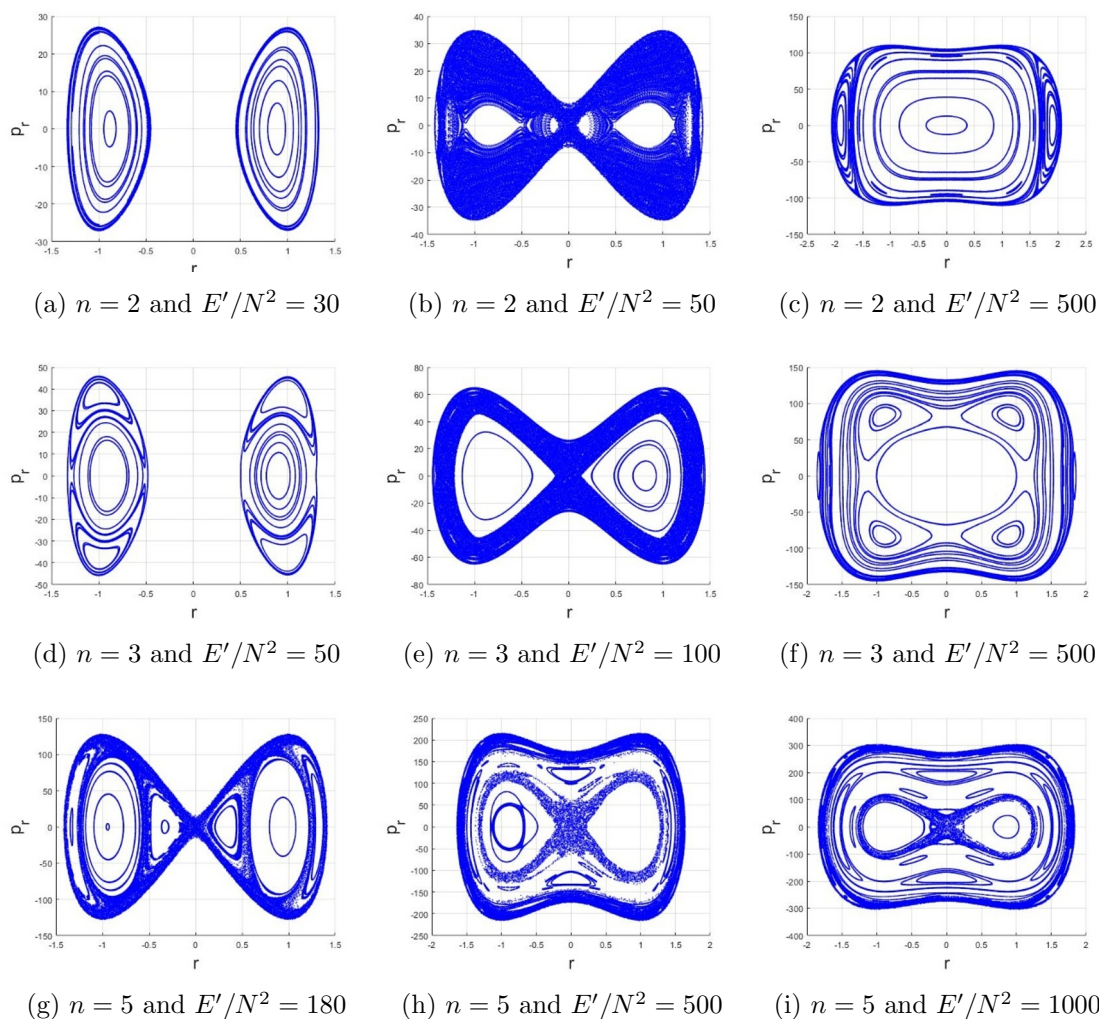 30 20 10 0 -10 -20 -30
p_r
-1.5 -1 -0.5 0 0.5 1 1.5
r
(a) n = 2 and E′/N² = 30
40 30 20 10 0 -10 -20 -30 -40
p_r
-1.5 -1 -0.5 0 0.5 1 1.5
r
(b) n = 2 and E′/N² = 50
150 100 50 0 -50 -100 -150
p_r
-2.5 -2 -1.5 -1 -0.5 0 0.5 1 1.5 2 2.5
r
(c) n = 2 and E′/N² = 500
50 40 30 20 10 0 -10 -20 -30 -40 -50
p_r
-1.5 -1 -0.5 0 0.5 1 1.5
r
(d) n = 3 and E′/N² = 50
80 60 40 20 0 -20 -40 -60 -80
p_r
-1.5 -1 -0.5 0 0.5 1 1.5
r
(e) n = 3 and E′/N² = 100
150 100 50 0 -50 -100 -150
p_r
-2 -1.5 -1 -0.5 0 0.5 1 1.5 2
r
(f) n = 3 and E′/N² = 500
150 100 50 0 -50 -100 -150
p_r
-1.5 -1 -0.5 0 0.5 1 1.5
r
(g) n = 5 and E′/N² = 180
250 200 150 100 50 0 -50 -100 -150 -200 -250
p_r
-2 -1.5 -1 -0.5 0 0.5 1 1.5 2
r
(h) n = 5 and E′/N² = 500
400 300 200 100 0 -100 -200 -300 -400
p_r
-2 -1.5 -1 -0.5 0 0.5 1 1.5 2
r
(i) n = 5 and E′/N² = 1000